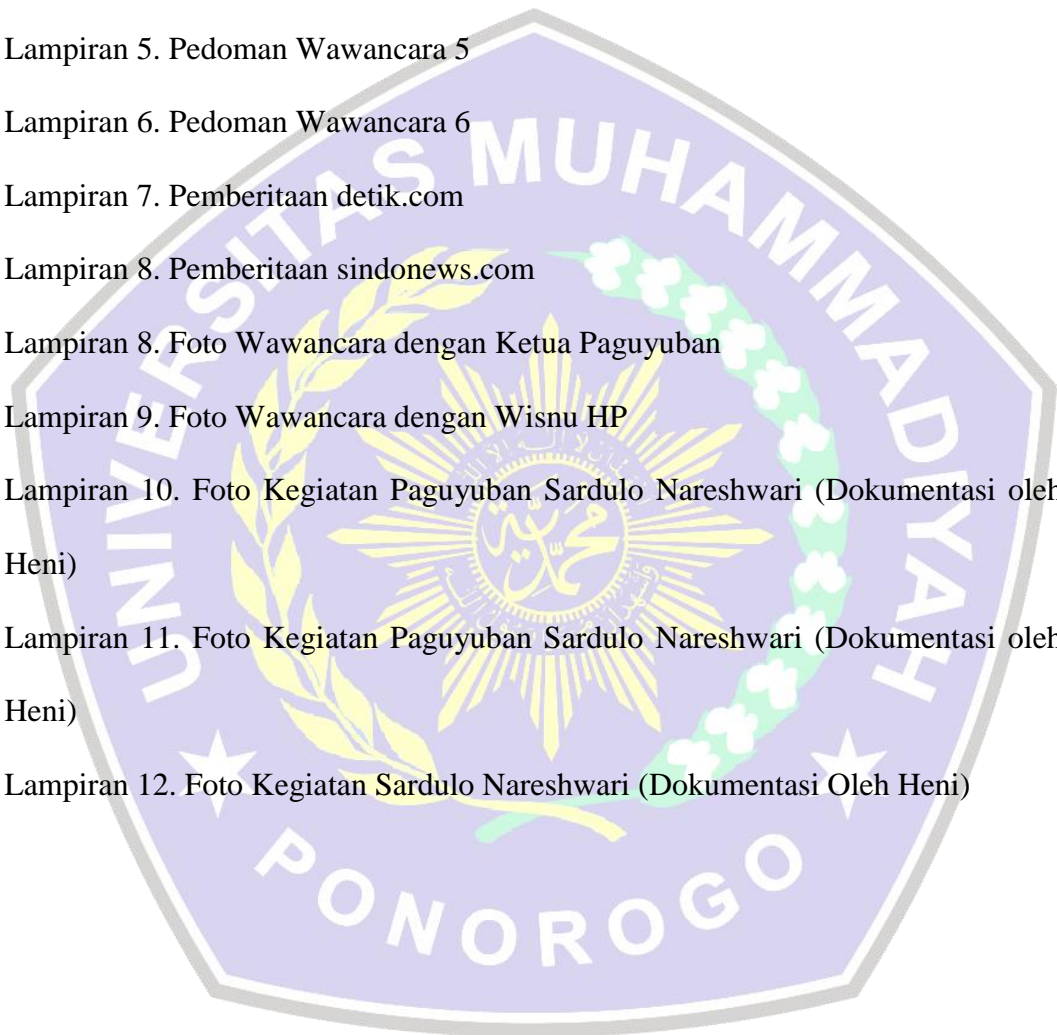 Lampiran 5. Pedoman Wawancara 5
Lampiran 6. Pedoman Wawancara 6
Lampiran 7. Pemberitaan detik.com
Lampiran 8. Pemberitaan sindonews.com
Lampiran 8. Foto Wawancara dengan Ketua Paguyuban
Lampiran 9. Foto Wawancara dengan Wisnu HP
Lampiran 10. Foto Kegiatan Paguyuban Sardulo Nareshwari (Dokumentasi oleh
Heni)
Lampiran 11. Foto Kegiatan Paguyuban Sardulo Nareshwari (Dokumentasi oleh
Heni)
Lampiran 12. Foto Kegiatan Sardulo Nareshwari (Dokumentasi Oleh Heni)
UNIVERSITAS MUHAMMADIYAH
PONOROGO